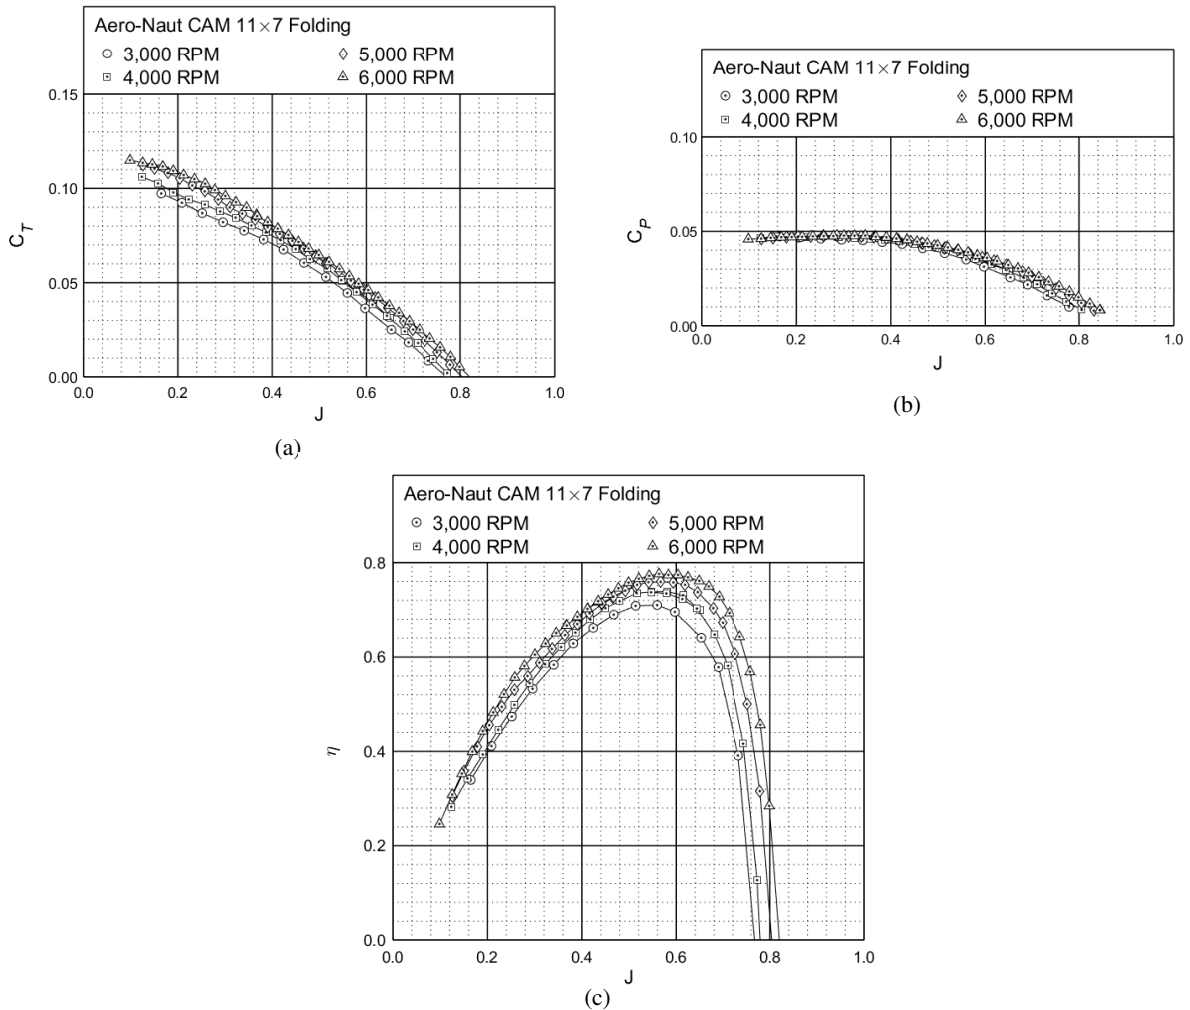 Aero-Naut CAM 11×7 Folding
3,000 RPM 5,000 RPM
4,000 RPM 6,000 RPM
0.15
0.10
0.05
0.00
C_T
0.0 0.2 0.4 0.6 0.8 1.0
J
(a)
Aero-Naut CAM 11×7 Folding
3,000 RPM 5,000 RPM
4,000 RPM 6,000 RPM
0.10
0.05
0.00
C_P
0.0 0.2 0.4 0.6 0.8 1.0
J
(b)
Aero-Naut CAM 11×7 Folding
3,000 RPM 5,000 RPM
4,000 RPM 6,000 RPM
0.8
0.6
0.4
0.2
0.0
η
0.0 0.2 0.4 0.6 0.8 1.0
J
(c)